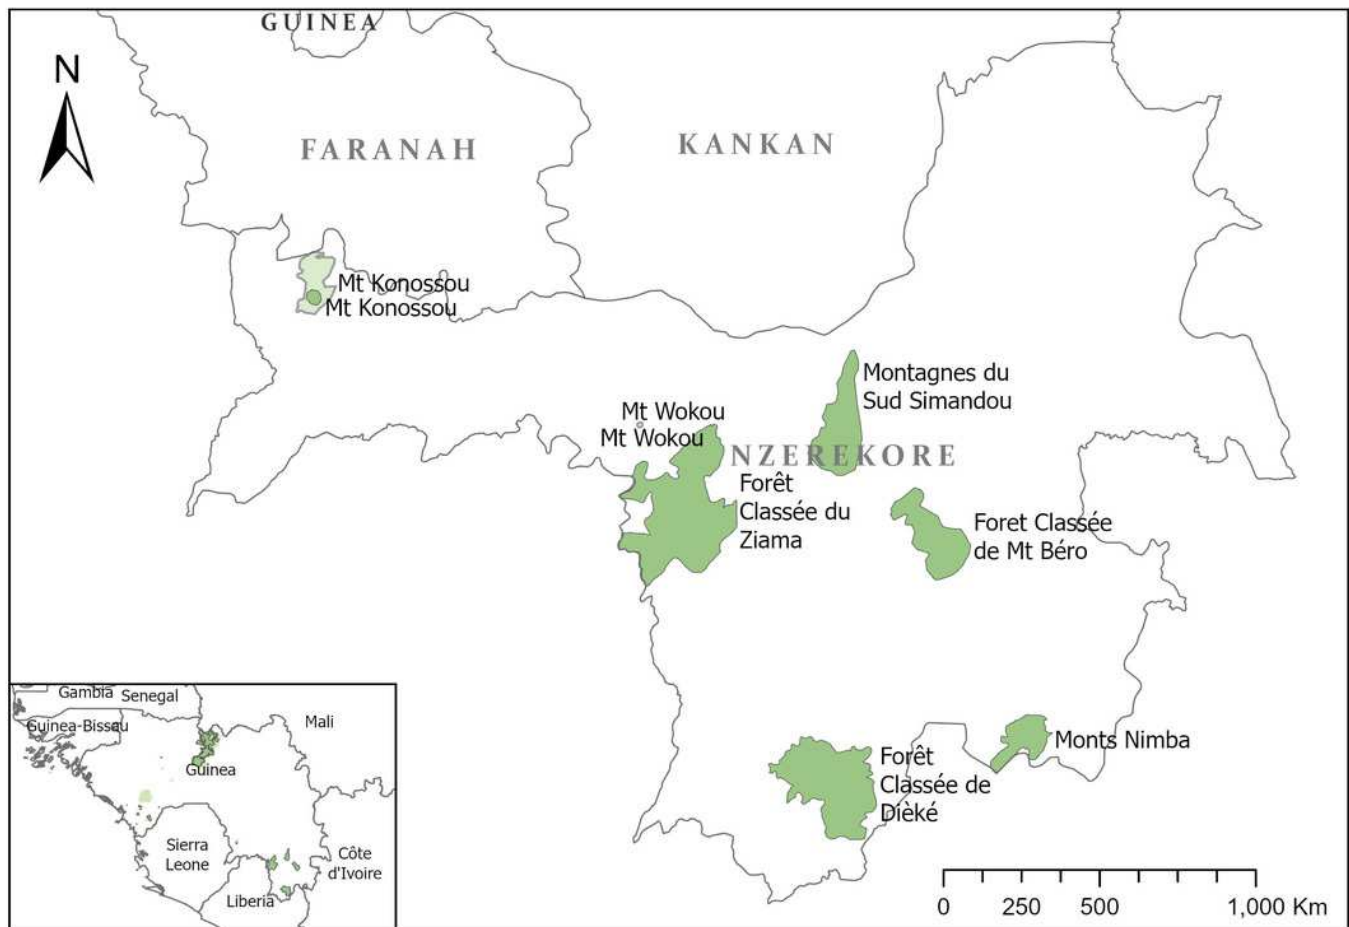 GUINEA
N
FARANAH
KANKAN
Mt Konossou
Mt Konossou
Montagnes du
Sud Simandou
Mt Wokou
Mt Wokou
NZEREKORE
Forêt
Classée du
Ziama
Foret Classée
de Mt Béro
Monts Nimba
Forêt
Classée de
Dièké
0 250 500 1,000 Km
Gambia
Senegal
Mali
Guinea-Bissau
Guinea
Sierra
Leone
Côte
d'Ivoire
Liberia